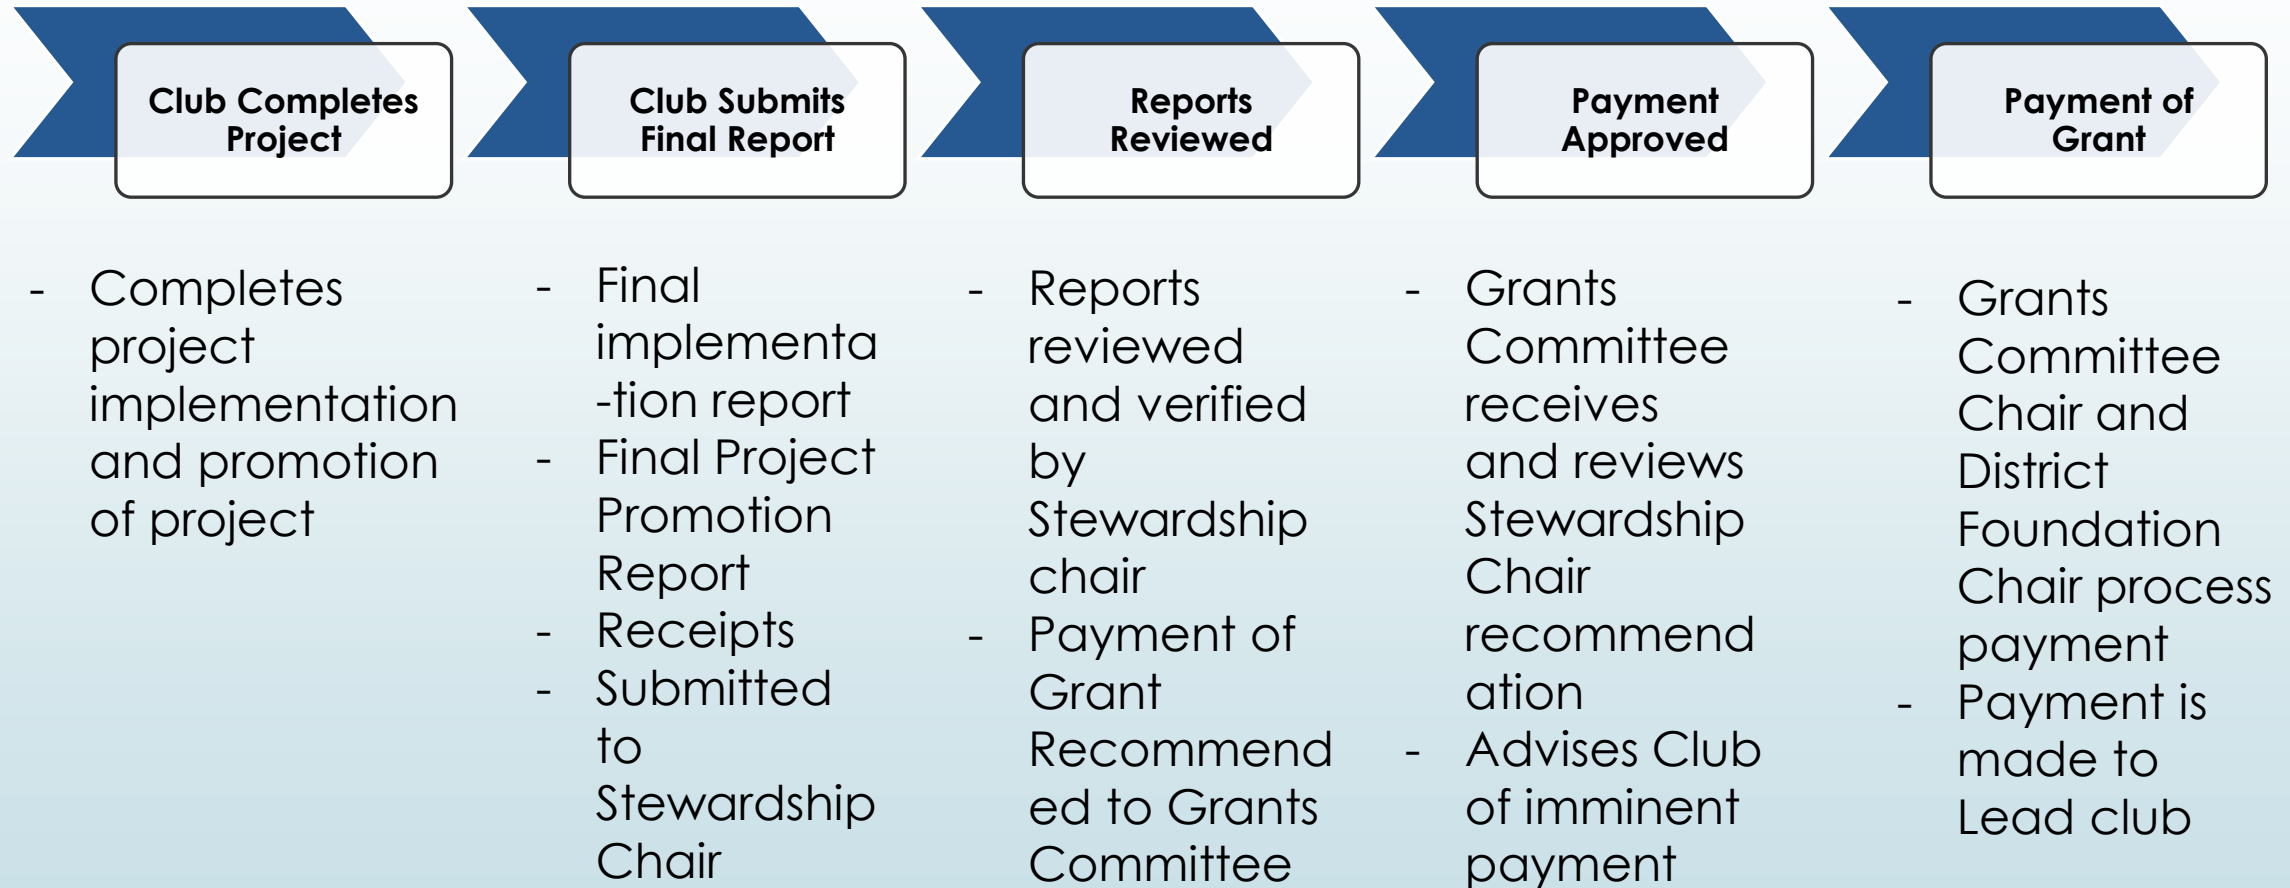 Club Completes
Project
Club Submits
Final Report
Reports
Reviewed
Payment
Approved
Payment of
Grant
- Completes
project
implementation
and promotion
of project
- Final
implementa
-tion report
- Final Project
Promotion
Report
- Receipts
- Submitted
to
Stewardship
Chair
- Reports
reviewed
and verified
by
Stewardship
chair
- Payment of
Grant
Recommend
ed to Grants
Committee
- Grants
Committee
receives
and reviews
Stewardship
Chair
recommend
ation
- Advises Club
of imminent
payment
- Grants
Committee
Chair and
District
Foundation
Chair process
payment
- Payment is
made to
Lead club